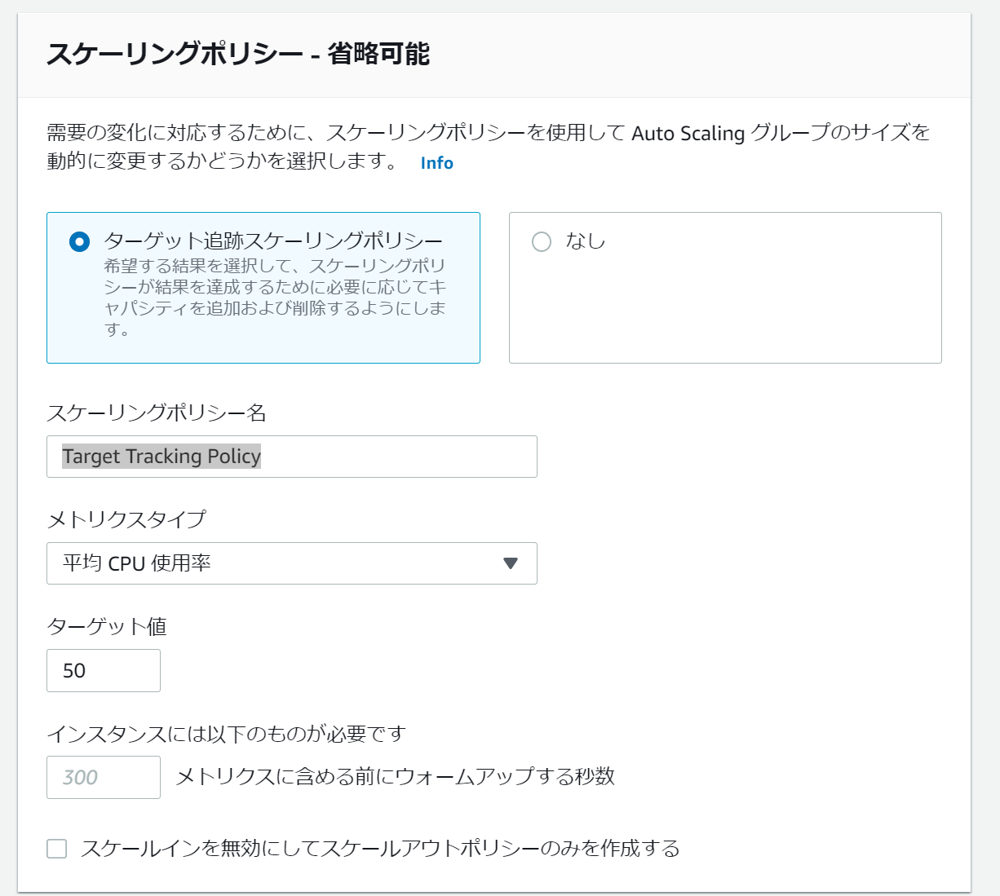 スケーリングポリシー - 省略可能
需要の変化に対応するために、スケーリングポリシーを使用して Auto Scaling グループのサイズを
動的に変更するかどうかを選択します。 Info
ターゲット追跡スケーリングポリシー
希望する結果を選択して、スケーリングポリ
シーが結果を達成するために必要に応じてキ
ャパシティを追加および削除するようにしま
す。
なし
スケーリングポリシー名
Target Tracking Policy
メトリクスタイプ
平均 CPU 使用率
ターゲット値
50
インスタンスには以下のものが必要です
300 メトリクスに含める前にウォームアップする秒数
スケールインを無効にしてスケールアウトポリシーのみを作成する